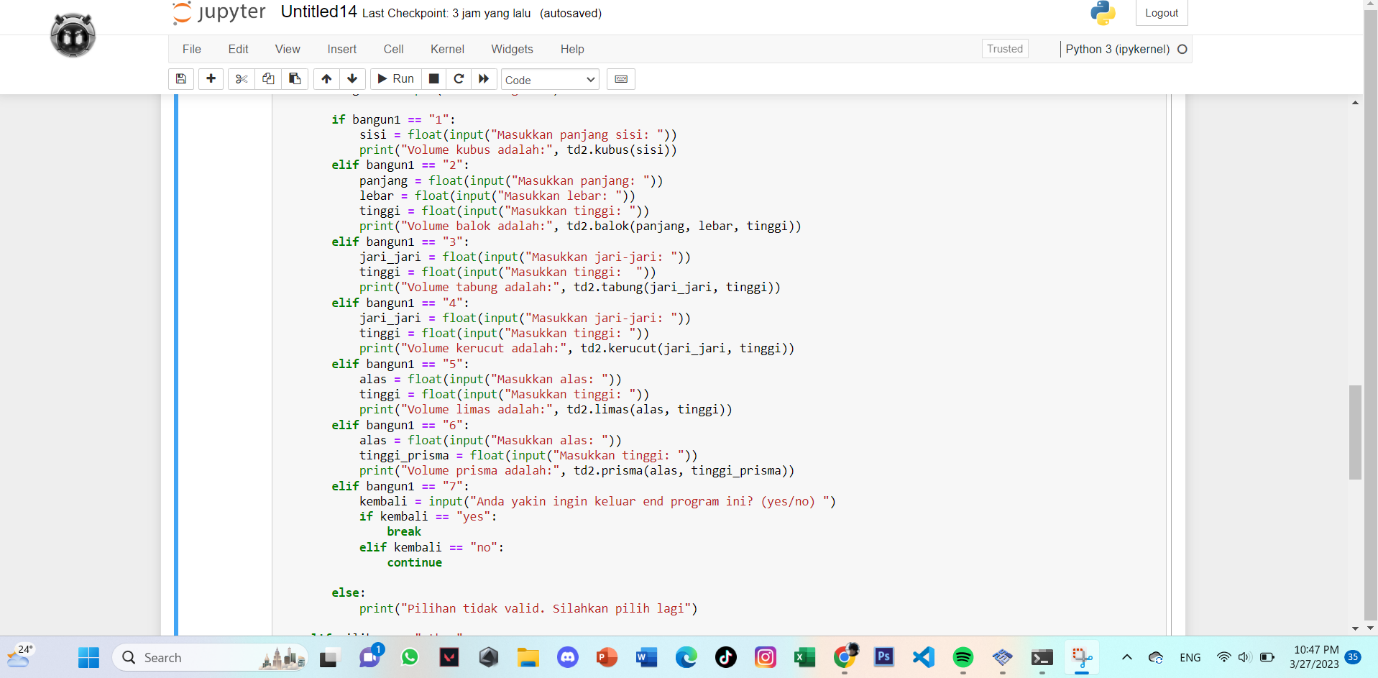 jupyter Untitled14 Last Checkpoint: 3 jam yang lalu (autosaved)
Logout
File Edit View Insert Cell Kernel Widgets Help
Trusted
Python 3 (ipykernel)
Run
Code
if bangun1 == "1":
sisi = float(input("Masukkan panjang sisi: "))
print("Volume kubus adalah:", td2.kubus(sisi))
elif bangun1 == "2":
panjang = float(input("Masukkan panjang: "))
lebar = float(input("Masukkan lebar: "))
tinggi = float(input("Masukkan tinggi: "))
print("Volume balok adalah:", td2.balok(panjang, lebar, tinggi))
elif bangun1 == "3":
jari_jari = float(input("Masukkan jari-jari: "))
tinggi = float(input("Masukkan tinggi:  "))
print("Volume tabung adalah:", td2.tabung(jari_jari, tinggi))
elif bangun1 == "4":
jari_jari = float(input("Masukkan jari-jari: "))
tinggi = float(input("Masukkan tinggi: "))
print("Volume kerucut adalah:", td2.kerucut(jari_jari, tinggi))
elif bangun1 == "5":
alas = float(input("Masukkan alas: "))
tinggi = float(input("Masukkan tinggi: "))
print("Volume limas adalah:", td2.limas(alas, tinggi))
elif bangun1 == "6":
alas = float(input("Masukkan alas: "))
tinggi_prisma = float(input("Masukkan tinggi: "))
print("Volume prisma adalah:", td2.prisma(alas, tinggi_prisma))
elif bangun1 == "7":
kembali = input("Anda yakin ingin keluar end program ini? (yes/no) ")
if kembali == "yes":
break
elif kembali == "no":
continue
else:
print("Pilihan tidak valid. Silahkan pilih lagi")
24°
Search
1
ENG
10:47 PM
3/27/2023
35